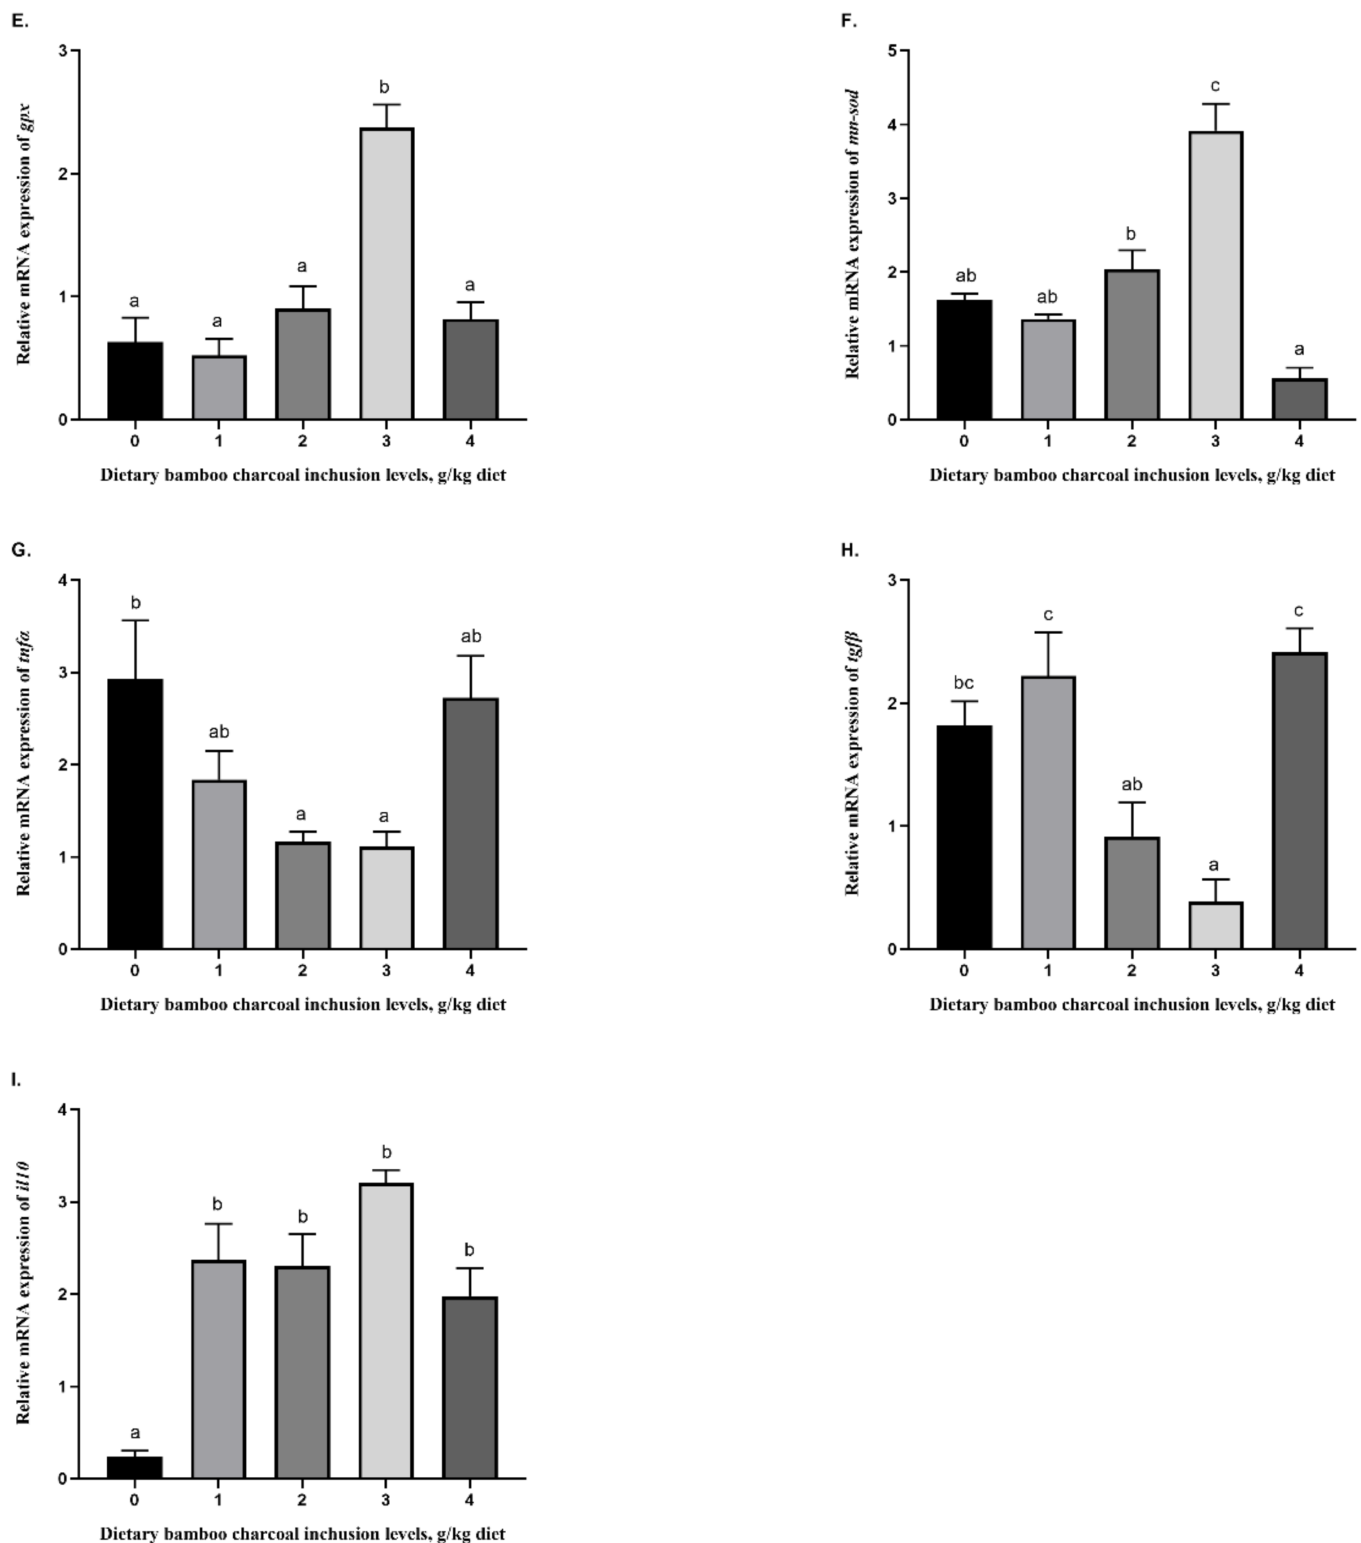 E.
3
2
1
0
Relative mRNA expression of gpx
a
a
a
b
a
0 1 2 3 4
Dietary bamboo charcoal inchusion levels, g/kg diet
F.
5
4
3
2
1
0
Relative mRNA expression of mn-sod
ab
ab
b
c
a
0 1 2 3 4
Dietary bamboo charcoal inchusion levels, g/kg diet
G.
4
3
2
1
0
Relative mRNA expression of tnfα
b
ab
a
a
ab
0 1 2 3 4
Dietary bamboo charcoal inchusion levels, g/kg diet
H.
3
2
1
0
Relative mRNA expression of tgfβ
bc
c
ab
a
c
0 1 2 3 4
Dietary bamboo charcoal inchusion levels, g/kg diet
I.
4
3
2
1
0
Relative mRNA expression of il10
a
b
b
b
b
0 1 2 3 4
Dietary bamboo charcoal inchusion levels, g/kg diet